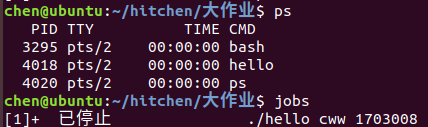 chen@ubuntu:~/hitchen/大作业$ ps
   PID TTY          TIME CMD
  3295 pts/2    00:00:00 bash
  4018 pts/2    00:00:00 hello
  4020 pts/2    00:00:00 ps
chen@ubuntu:~/hitchen/大作业$ jobs
[1]+  已停止               ./hello cww 1703008